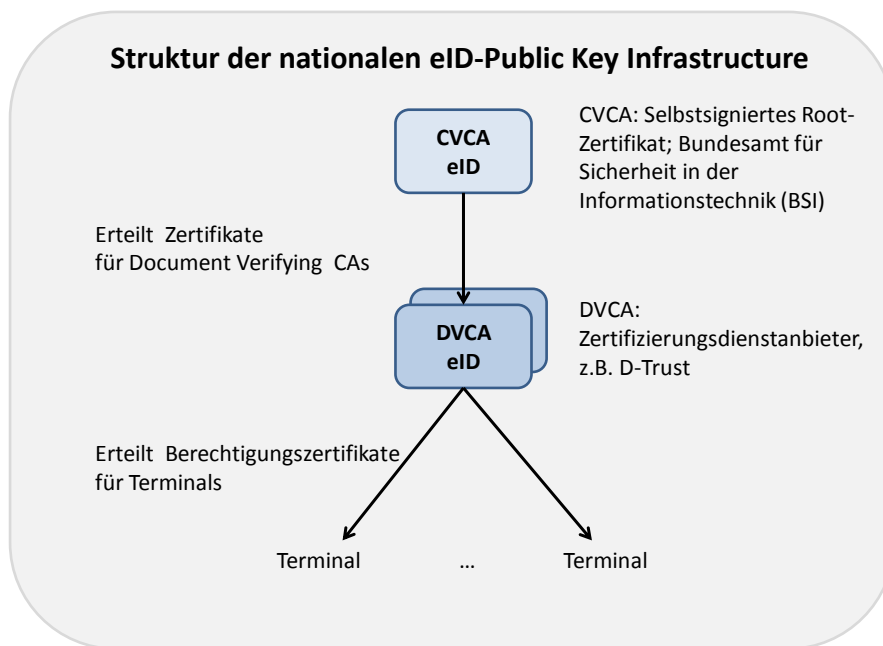 Struktur der nationalen eID-Public Key Infrastructure
CVCA
eID
CVCA: Selbstsigniertes Root-
Zertifikat; Bundesamt für
Sicherheit in der
Informationstechnik (BSI)
Erteilt Zertifikate
für Document Verifying CAs
DVCA
eID
DVCA:
Zertifizierungsdienstanbieter,
z.B. D-Trust
Erteilt Berechtigungszertifikate
für Terminals
Terminal ... Terminal